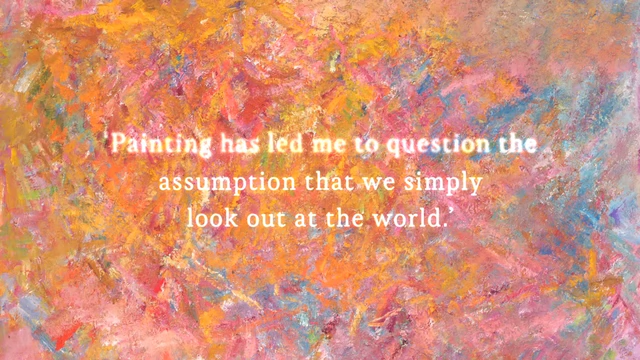 ‘Painting has led me to question the
assumption that we simply
look out at the world.’